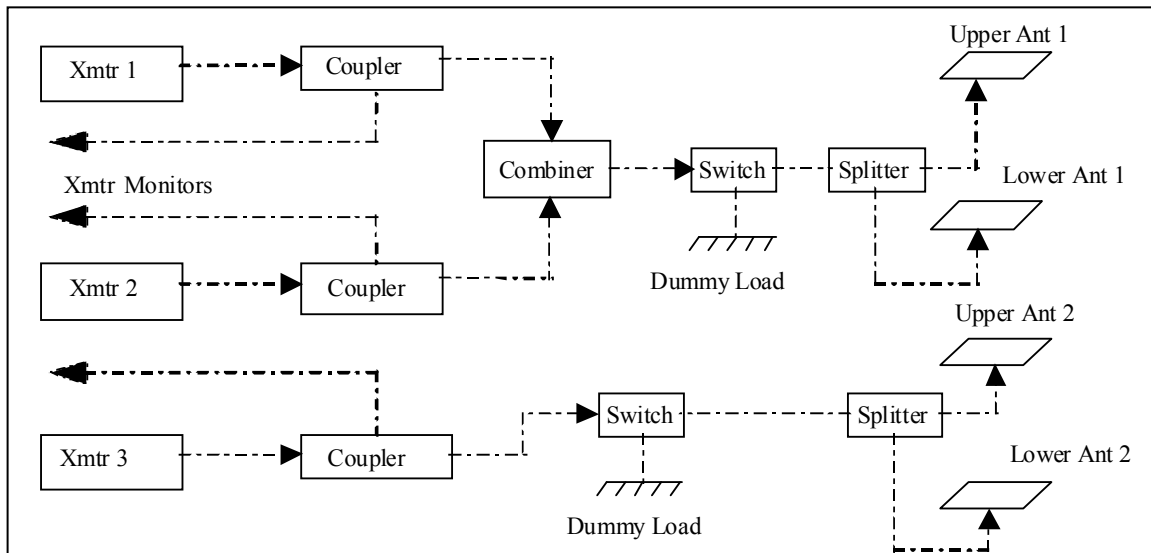 Upper Ant 1
Xmtr 1
Coupler
Combiner
Switch
Splitter
Lower Ant 1
Xmtr Monitors
Xmtr 2
Coupler
Dummy Load
Upper Ant 2
Switch
Splitter
Xmtr 3
Coupler
Lower Ant 2
Dummy Load